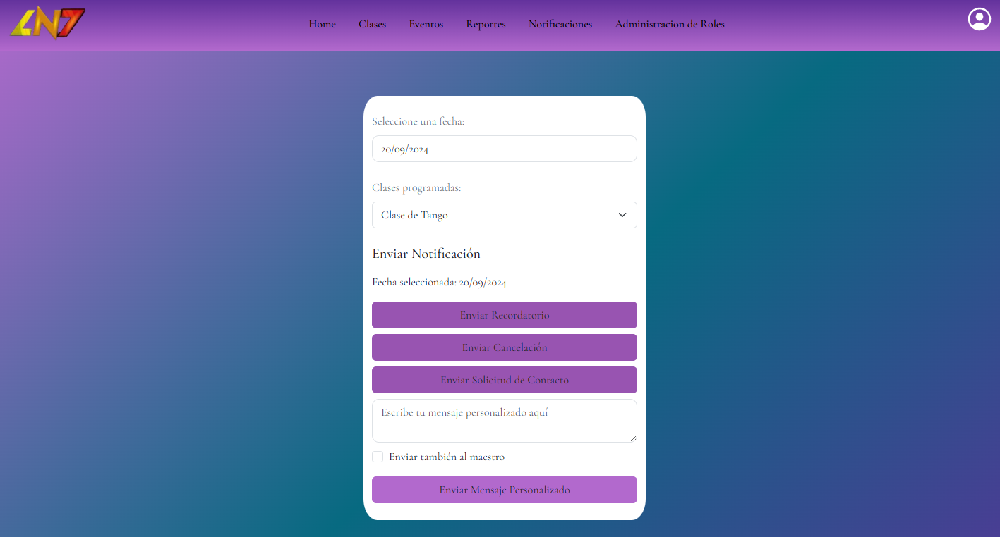 LN7
Home Clases Eventos Reportes Notificaciones Administracion de Roles
Seleccione una fecha:
20/09/2024
Clases programadas:
Clase de Tango
Enviar Notificación
Fecha seleccionada: 20/09/2024
Enviar Recordatorio
Enviar Cancelación
Enviar Solicitud de Contacto
Escribe tu mensaje personalizado aquí
Enviar también al maestro
Enviar Mensaje Personalizado